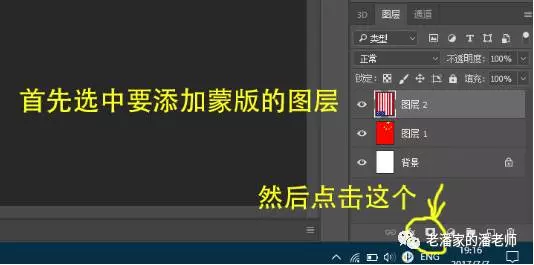 3D 图层 通道
类型
正常 不透明度: 100%
锁定: 填充: 100%
首先选中要添加蒙版的图层
图层 2
图层 1
背景
然后点击这个
fx
老潘家的潘老师
19:16
ENG
2017/7/7